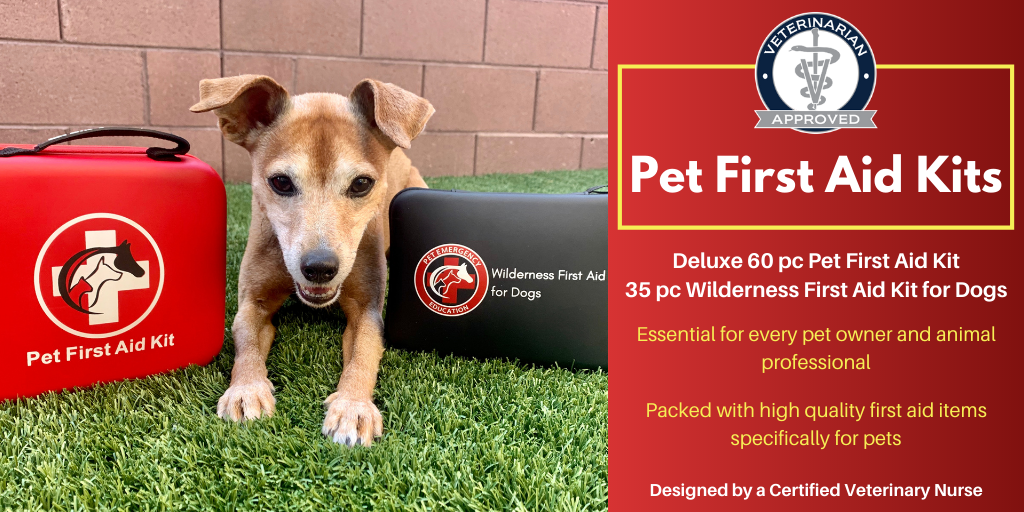 Pet First Aid Kit
PET EMERGENCY
EDUCATION
Wilderness First Aid
for Dogs
VETERINARIAN
APPROVED
Pet First Aid Kits
Deluxe 60 pc Pet First Aid Kit
35 pc Wilderness First Aid Kit for Dogs
Essential for every pet owner and animal
professional
Packed with high quality first aid items
specifically for pets
Designed by a Certified Veterinary Nurse